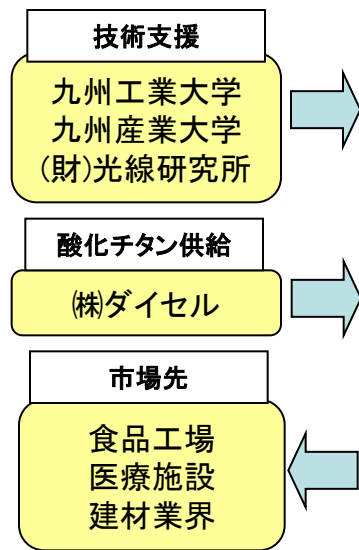 技術支援
九州工業大学
九州産業大学
(財)光線研究所
酸化チタン供給
㈱ダイセル
市場先
食品工場
医療施設
建材業界